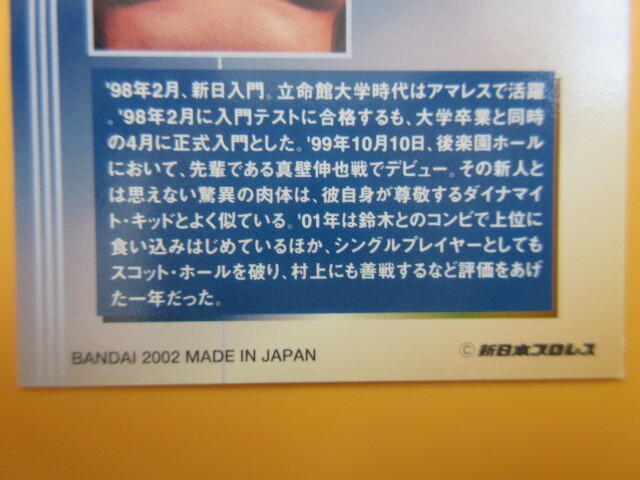 '98年2月、新日入門。立命館大学時代はアマレスで活躍
。'98年2月に入門テストに合格するも、大学卒業と同時
の4月に正式入門とした。'99年10月10日、後楽園ホール
において、先輩である真壁伸也戦でデビュー。その新人と
は思えない驚異の肉体は、彼自身が尊敬するダイナマイ
ト・キッドとよく似ている。'01年は鈴木とのコンビで上位に
食い込みはじめているほか、シングルプレイヤーとしても
スコット・ホールを破り、村上にも善戦するなど評価をあげ
た一年だった。
BANDAI 2002 MADE IN JAPAN
© 新日本プロレス